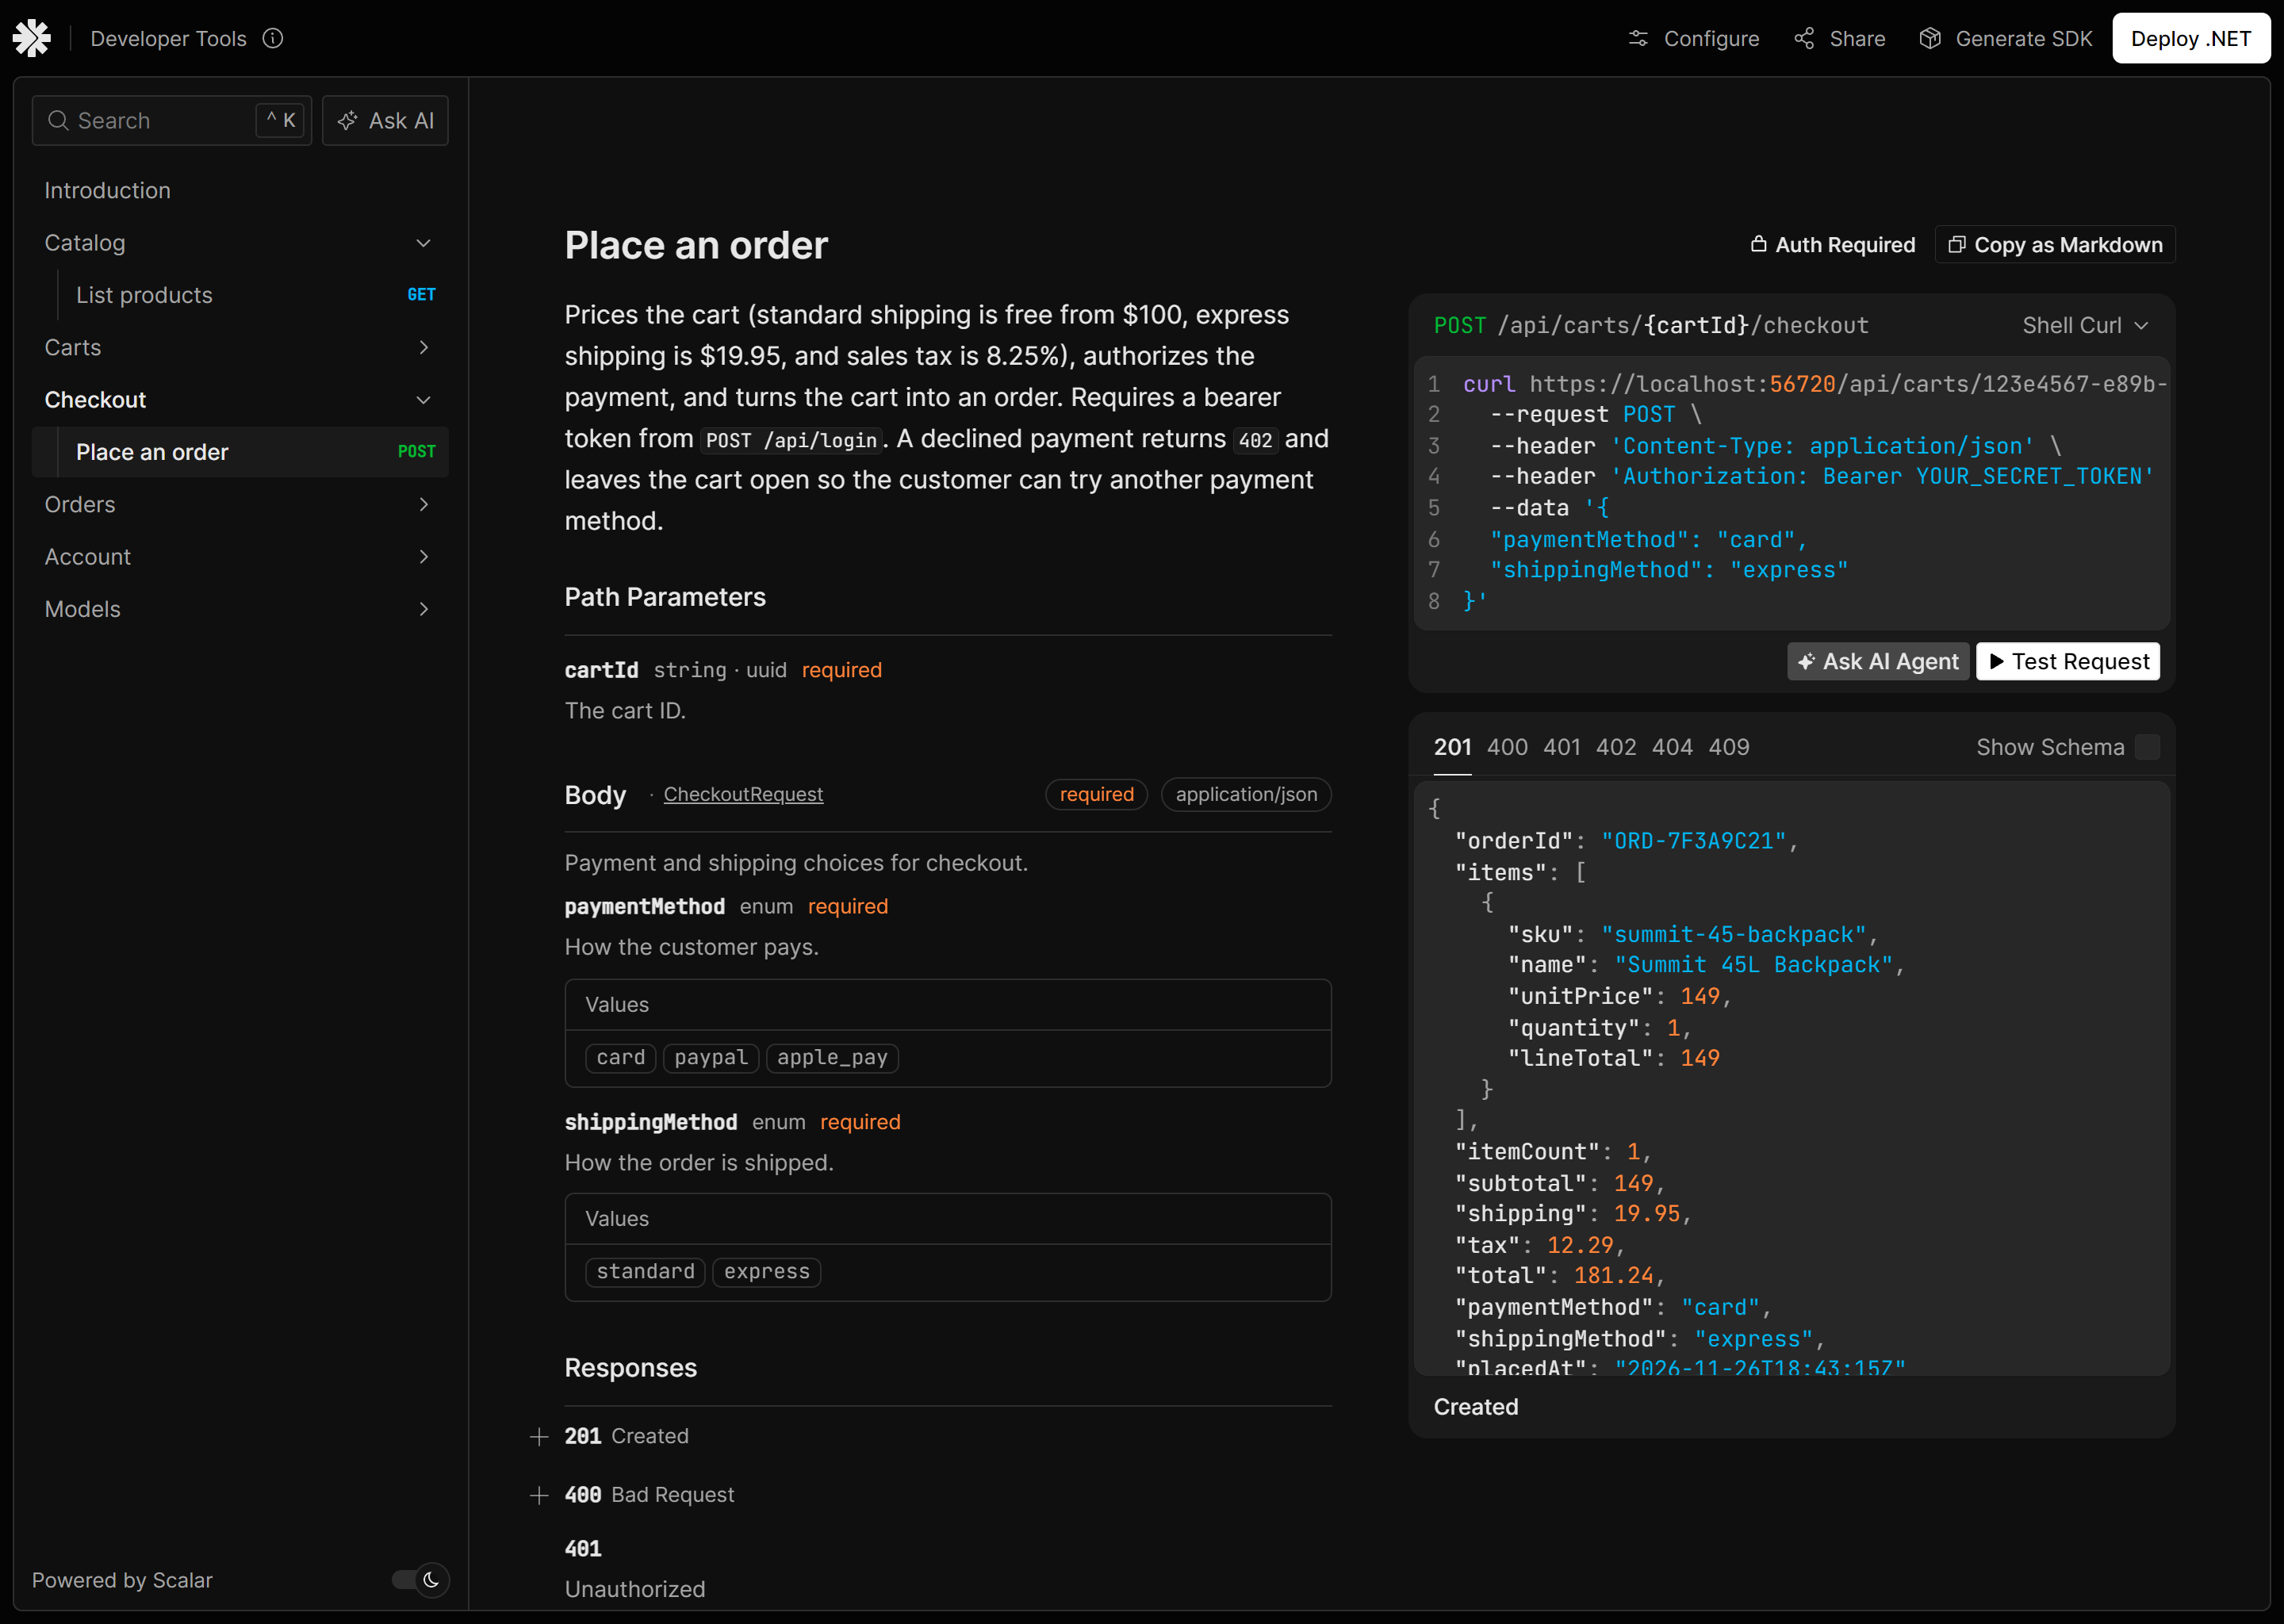 Developer Tools
Configure
Share
Generate SDK
Deploy .NET
Search
^ K
Ask AI
Introduction
Catalog
List products GET
Carts
Checkout
Place an order POST
Orders
Account
Models
Powered by Scalar
Place an order
Prices the cart (standard shipping is free from $100, express
shipping is $19.95, and sales tax is 8.25%), authorizes the
payment, and turns the cart into an order. Requires a bearer
token from POST /api/login. A declined payment returns 402 and
leaves the cart open so the customer can try another payment
method.
Path Parameters
cartId string · uuid required
The cart ID.
Body · CheckoutRequest required application/json
Payment and shipping choices for checkout.
paymentMethod enum required
How the customer pays.
Values
card paypal apple_pay
shippingMethod enum required
How the order is shipped.
Values
standard express
Responses
201 Created
400 Bad Request
401
Unauthorized
Auth Required
Copy as Markdown
POST /api/carts/{cartId}/checkout Shell Curl
1 curl https://localhost:56720/api/carts/123e4567-e89b-
2 --request POST \
3 --header 'Content-Type: application/json' \
4 --header 'Authorization: Bearer YOUR_SECRET_TOKEN'
5 --data '{
6 "paymentMethod": "card",
7 "shippingMethod": "express"
8 }'
Ask AI Agent
Test Request
201 400 401 402 404 409 Show Schema
{
"orderId": "ORD-7F3A9C21",
"items": [
{
"sku": "summit-45-backpack",
"name": "Summit 45L Backpack",
"unitPrice": 149,
"quantity": 1,
"lineTotal": 149
}
],
"itemCount": 1,
"subtotal": 149,
"shipping": 19.95,
"tax": 12.29,
"total": 181.24,
"paymentMethod": "card",
"shippingMethod": "express",
"placedAt": "2026-11-26T18:43:15Z"
Created